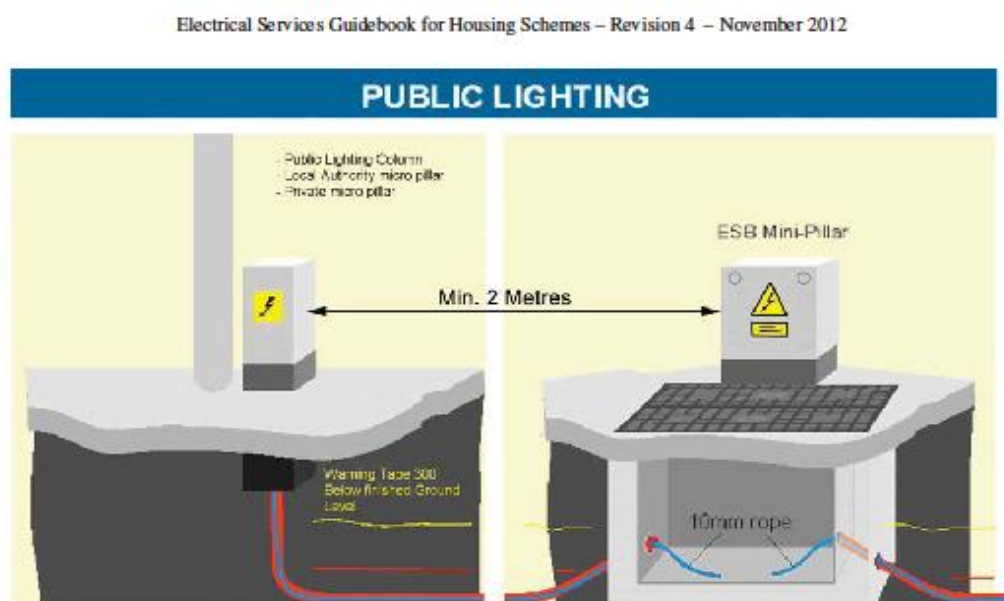 Electrical Services Guidebook for Housing Schemes – Revision 4 – November 2012
PUBLIC LIGHTING
- Public Lighting Column
- Local Authority micro pillar
- Private micro pillar
ESB Mini-Pillar
Min. 2 Metres
Warning Tape 300
Below finished Ground
Level
10mm rope